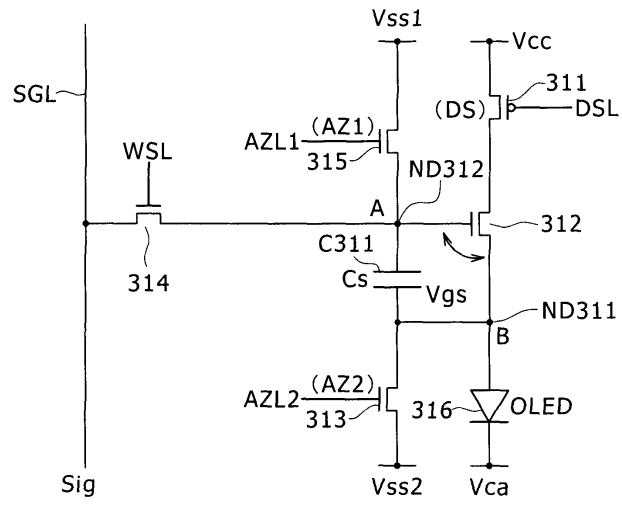 Vss1
Vcc
SGL
311
(DS)
DSL
(AZ1)
AZL1
315
WSL
ND312
A
312
314
C311
Cs
Vgs
ND311
B
(AZ2)
AZL2
313
316
OLED
Sig
Vss2
Vca